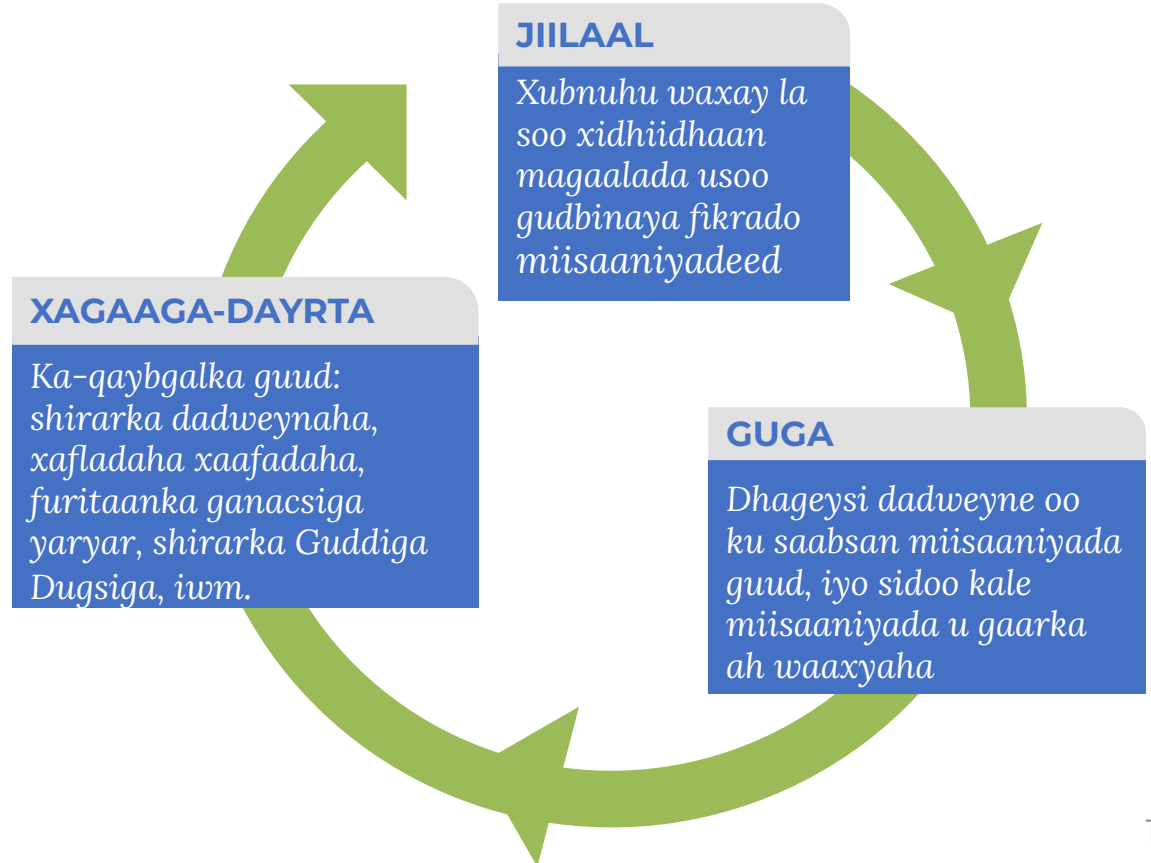 JIILAAL
Xubnuhu waxay la
soo xidhiidhaan
magaalada usoo
gudbinaya fikrado
miisaaniyadeed
GUGA
Dhageysi dadweyne oo
ku saabsan miisaaniyada
guud, iyo sidoo kale
miisaaniyada u gaarka
ah waaxyaha
XAGAAGA-DAYRTA
Ka-qaybgalka guud:
shirarka dadweynaha,
xafladaha xaafadaha,
furitaanka ganacsiga
yaryar, shirarka Guddiga
Dugsiga, iwm.